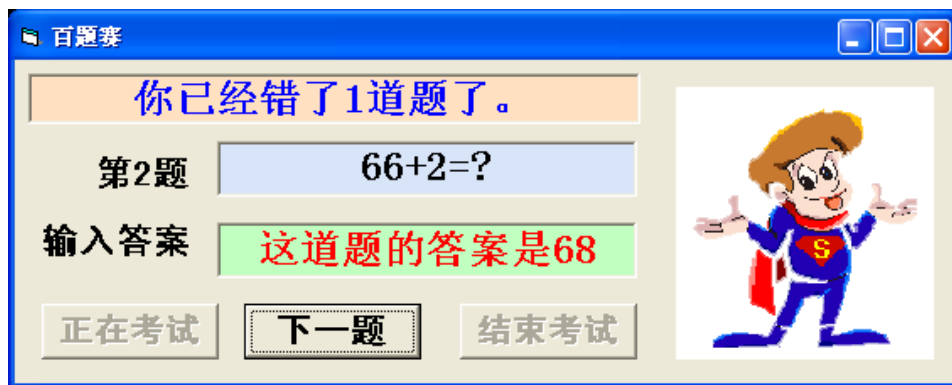 百题赛
你已经错了1道题了。
第2题
66+2=?
输入答案
这道题的答案是68
正在考试
下一题
结束考试
S